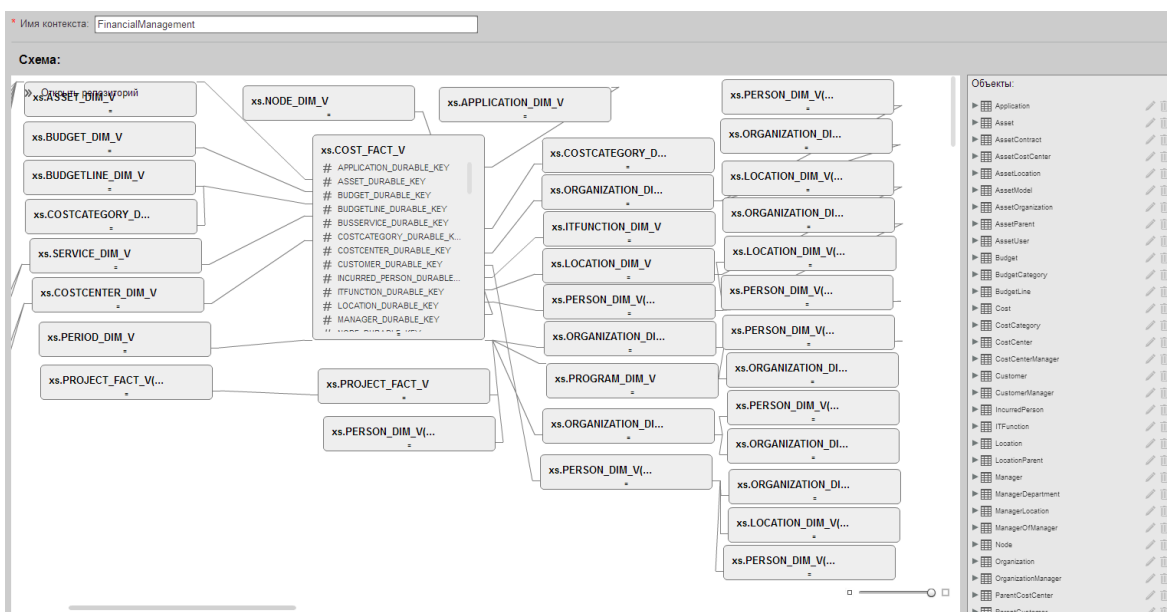 * Имя контекста: FinancialManagement
Схема:
» Открыть репозиторий
xs.ASSET_DIM_V
xs.BUDGET_DIM_V
xs.BUDGETLINE_DIM_V
xs.COSTCATEGORY_D...
xs.SERVICE_DIM_V
xs.COSTCENTER_DIM_V
xs.PERIOD_DIM_V
xs.PROJECT_FACT_V(...
xs.NODE_DIM_V
xs.APPLICATION_DIM_V
xs.COST_FACT_V
# APPLICATION_DURABLE_KEY
# ASSET_DURABLE_KEY
# BUDGET_DURABLE_KEY
# BUDGETLINE_DURABLE_KEY
# BUSSERVICE_DURABLE_KEY
# COSTCATEGORY_DURABLE_K...
# COSTCENTER_DURABLE_KEY
# CUSTOMER_DURABLE_KEY
# INCURRED_PERSON_DURABLE...
# ITFUNCTION_DURABLE_KEY
# LOCATION_DURABLE_KEY
# MANAGER_DURABLE_KEY
# NODE_DURABLE_KEY
xs.PROJECT_FACT_V
xs.PERSON_DIM_V(...
xs.COSTCATEGORY_D...
xs.ORGANIZATION_DI...
xs.ITFUNCTION_DIM_V
xs.LOCATION_DIM_V
xs.PERSON_DIM_V(...
xs.ORGANIZATION_DI...
xs.PROGRAM_DIM_V
xs.ORGANIZATION_DI...
xs.PERSON_DIM_V(...
xs.PERSON_DIM_V(...
xs.ORGANIZATION_DI...
xs.LOCATION_DIM_V(...
xs.ORGANIZATION_DI...
xs.LOCATION_DIM_V(...
xs.PERSON_DIM_V(...
xs.PERSON_DIM_V(...
xs.ORGANIZATION_DI...
xs.PERSON_DIM_V(...
xs.ORGANIZATION_DI...
xs.ORGANIZATION_DI...
xs.LOCATION_DIM_V(...
xs.PERSON_DIM_V(...
Объекты:
Application
Asset
AssetContract
AssetCostCenter
AssetLocation
AssetModel
AssetOrganization
AssetParent
AssetUser
Budget
BudgetCategory
BudgetLine
Cost
CostCategory
CostCenter
CostCenterManager
Customer
CustomerManager
IncurredPerson
ITFunction
Location
LocationParent
Manager
ManagerDepartment
ManagerLocation
ManagerOfManager
Node
Organization
OrganizationManager
ParentCostCenter
ParentCustomer